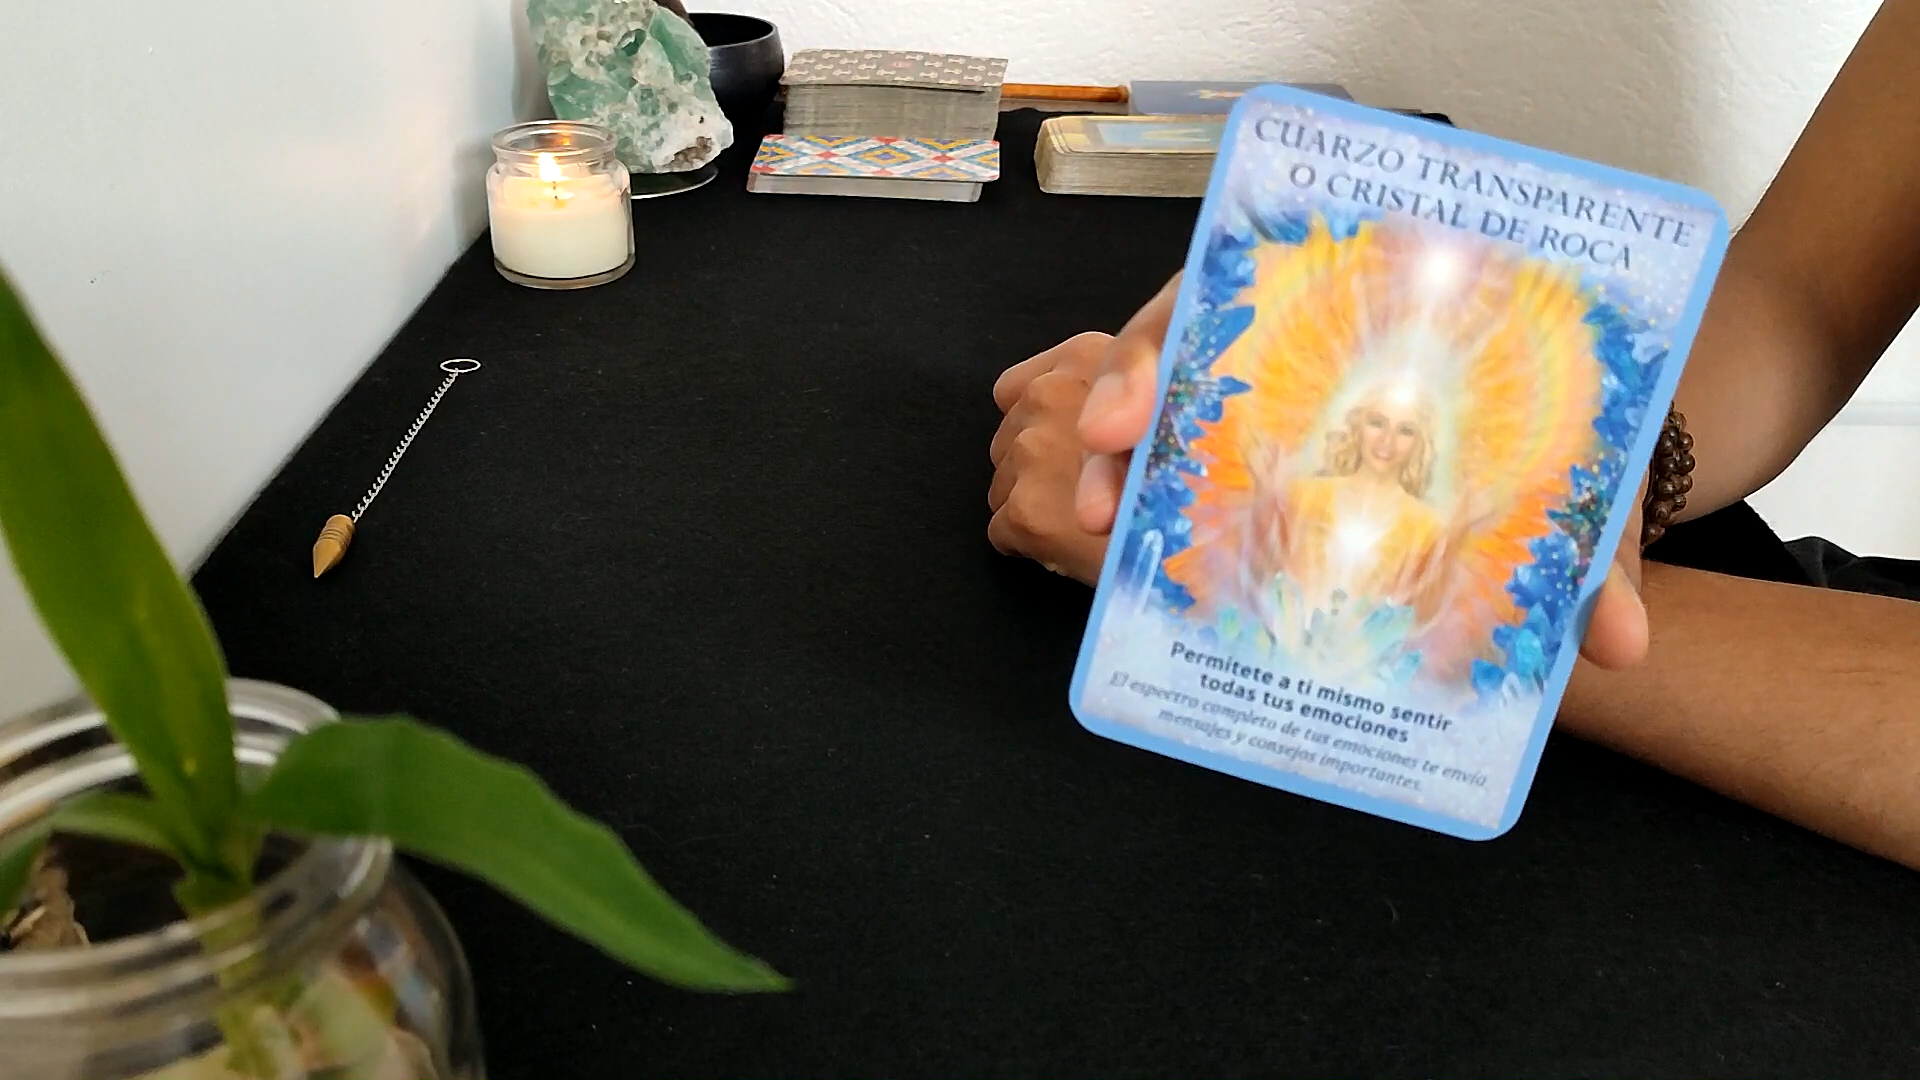 CUARZO TRANSPARENTE
O CRISTAL DE ROCA
Permítete a ti mismo sentir
todas tus emociones
El espectro completo de tus emociones te envía
mensajes y consejos importantes.